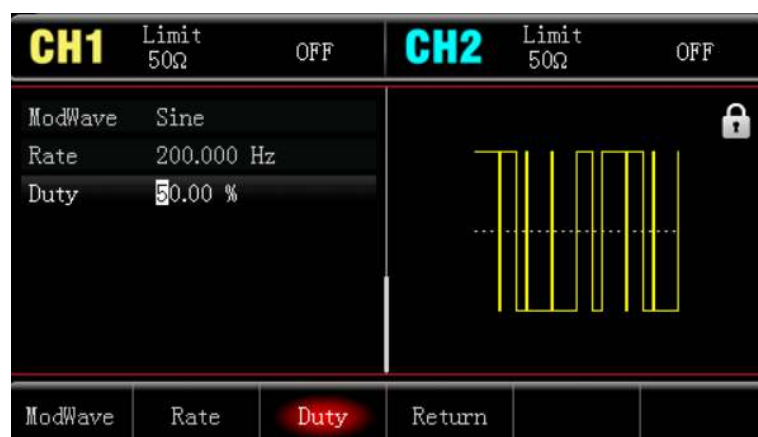 CH1 Limit 50Ω OFF CH2 Limit 50Ω OFF
ModWave Sine
Rate 200.000 Hz
Duty 50.00 %
ModWave Rate Duty Return